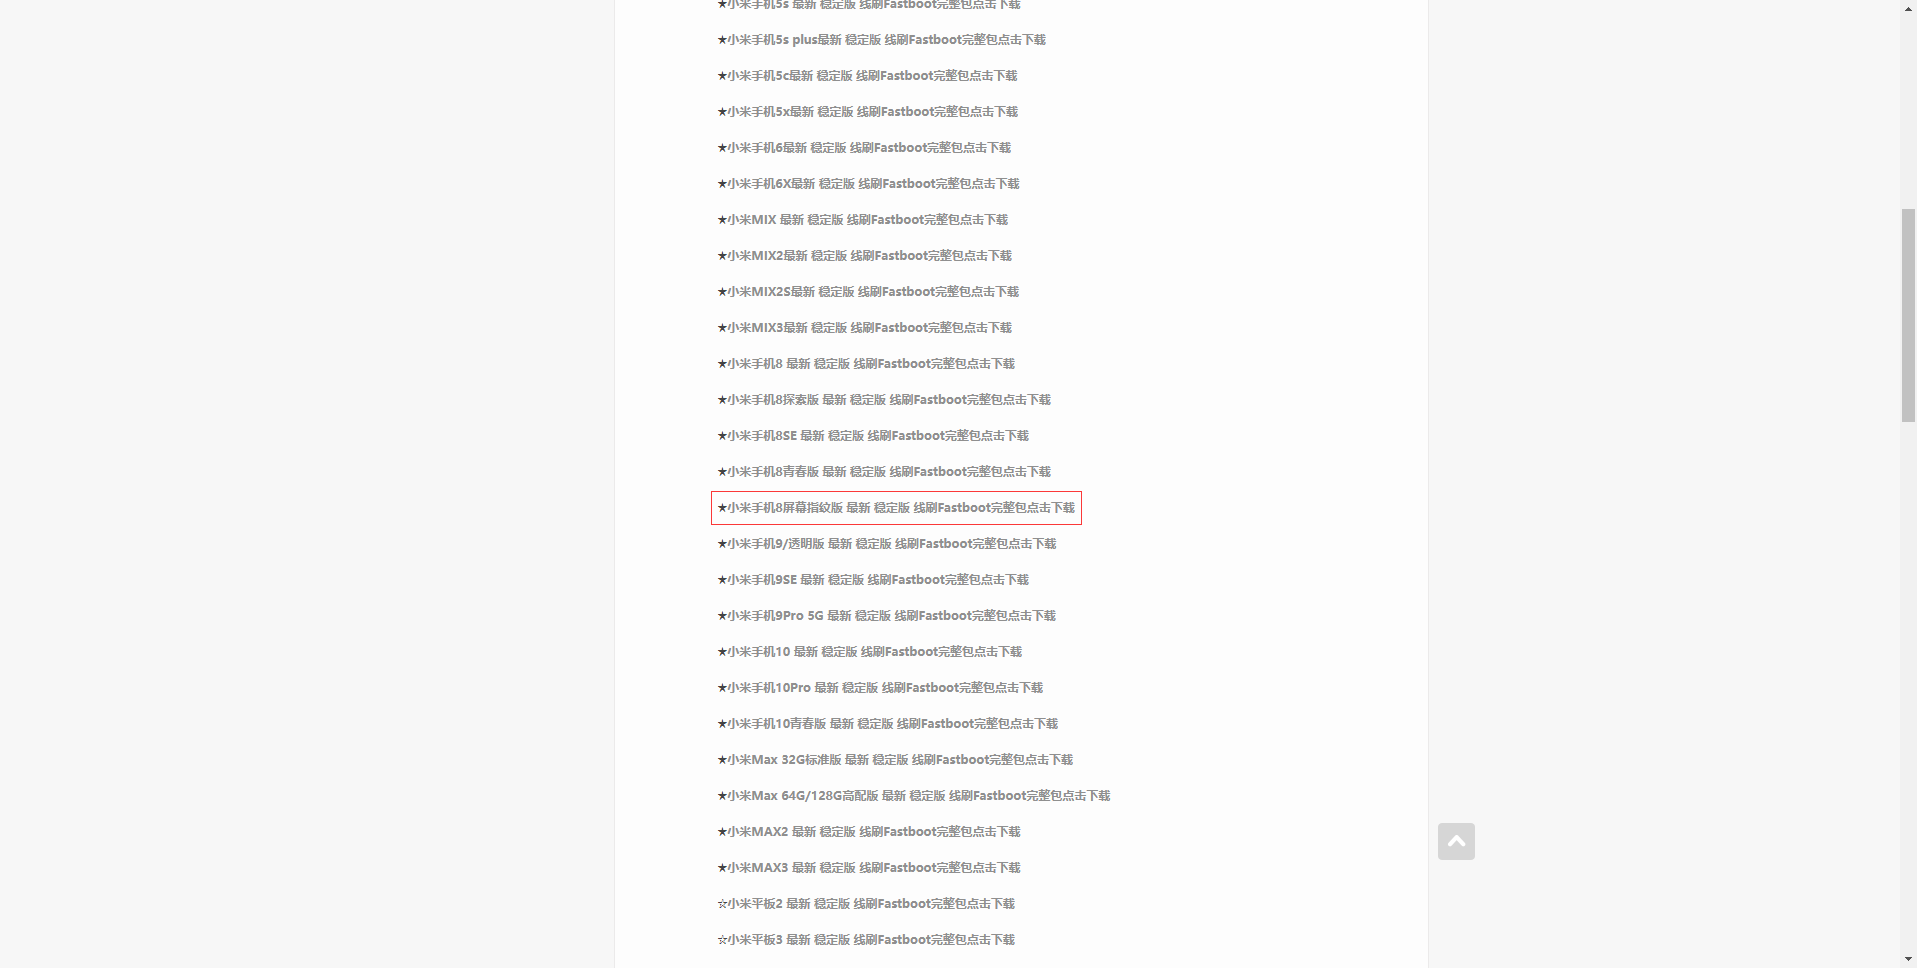 ★小米手机5s 最新 稳定版 线刷Fastboot完整包点击下载
★小米手机5s plus最新 稳定版 线刷Fastboot完整包点击下载
★小米手机5c最新 稳定版 线刷Fastboot完整包点击下载
★小米手机5x最新 稳定版 线刷Fastboot完整包点击下载
★小米手机6最新 稳定版 线刷Fastboot完整包点击下载
★小米手机6X最新 稳定版 线刷Fastboot完整包点击下载
★小米MIX 最新 稳定版 线刷Fastboot完整包点击下载
★小米MIX2最新 稳定版 线刷Fastboot完整包点击下载
★小米MIX2S最新 稳定版 线刷Fastboot完整包点击下载
★小米MIX3最新 稳定版 线刷Fastboot完整包点击下载
★小米手机8 最新 稳定版 线刷Fastboot完整包点击下载
★小米手机8探索版 最新 稳定版 线刷Fastboot完整包点击下载
★小米手机8SE 最新 稳定版 线刷Fastboot完整包点击下载
★小米手机8青春版 最新 稳定版 线刷Fastboot完整包点击下载
★小米手机8屏幕指纹版 最新 稳定版 线刷Fastboot完整包点击下载
★小米手机9/透明版 最新 稳定版 线刷Fastboot完整包点击下载
★小米手机9SE 最新 稳定版 线刷Fastboot完整包点击下载
★小米手机9Pro 5G 最新 稳定版 线刷Fastboot完整包点击下载
★小米手机10 最新 稳定版 线刷Fastboot完整包点击下载
★小米手机10Pro 最新 稳定版 线刷Fastboot完整包点击下载
★小米手机10青春版 最新 稳定版 线刷Fastboot完整包点击下载
★小米Max 32G标准版 最新 稳定版 线刷Fastboot完整包点击下载
★小米Max 64G/128G高配版 最新 稳定版 线刷Fastboot完整包点击下载
★小米MAX2 最新 稳定版 线刷Fastboot完整包点击下载
★小米MAX3 最新 稳定版 线刷Fastboot完整包点击下载
☆小米平板2 最新 稳定版 线刷Fastboot完整包点击下载
☆小米平板3 最新 稳定版 线刷Fastboot完整包点击下载